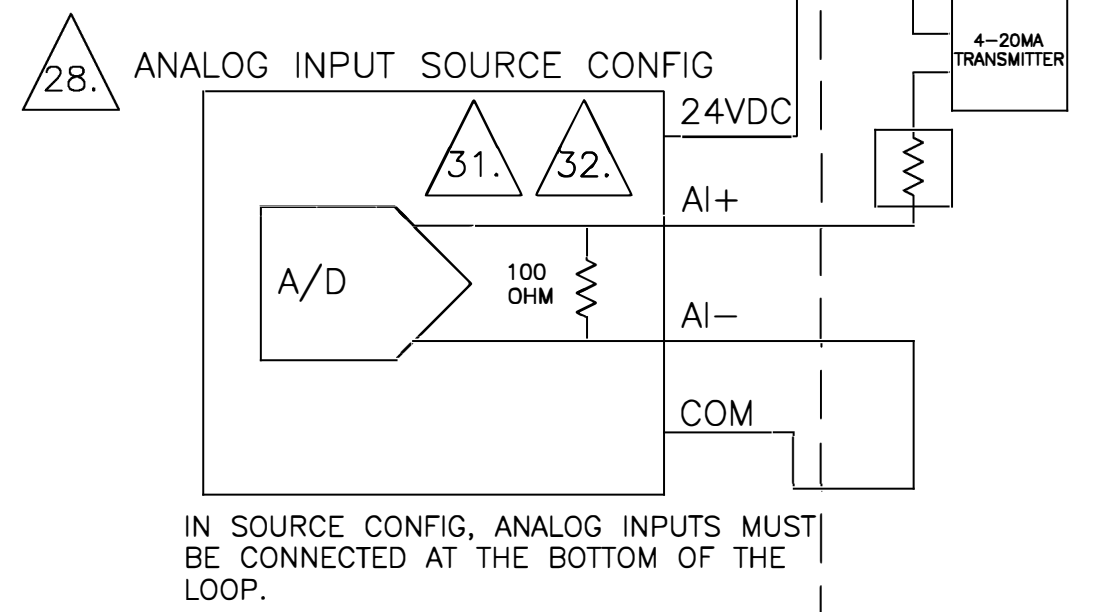 28. ANALOG INPUT SOURCE CONFIG
4-20MA
TRANSMITTER
24VDC
31. 32.
AI+
A/D
100
OHM
AI-
COM
IN SOURCE CONFIG, ANALOG INPUTS MUST
BE CONNECTED AT THE BOTTOM OF THE
LOOP.